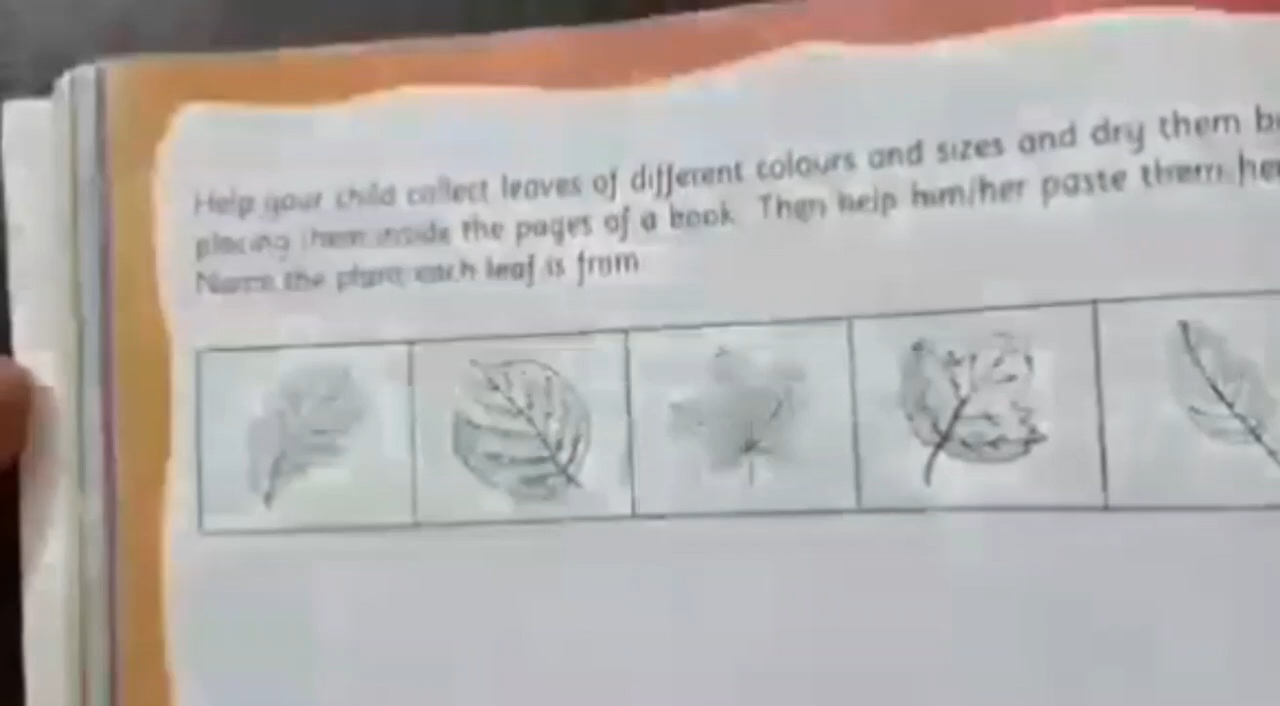 Help your child collect leaves of different colours and sizes and dry them
placing them inside the pages of a book. Then help him/her paste them
Name the plant each leaf is from